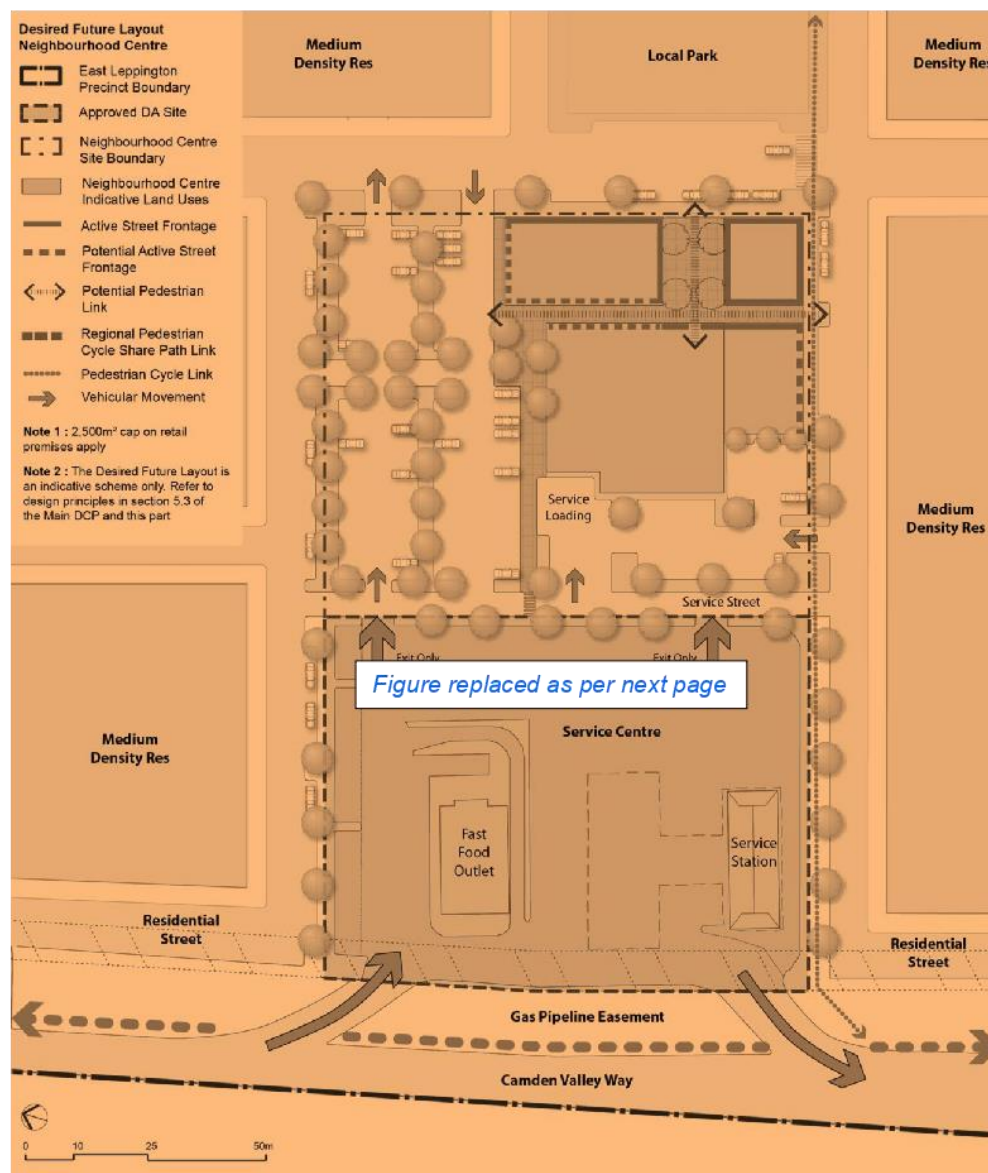 Desired Future Layout
Neighbourhood Centre
East Leppington
Precinct Boundary
Approved DA Site
Neighbourhood Centre
Site Boundary
Neighbourhood Centre
Indicative Land Uses
Active Street Frontage
Potential Active Street
Frontage
Potential Pedestrian
Link
Regional Pedestrian
Cycle Share Path Link
Pedestrian Cycle Link
Vehicular Movement
Note 1 : 2,500m² cap on retail
premises apply
Note 2 : The Desired Future Layout is
an indicative scheme only. Refer to
design principles in section 5.3 of
the Main DCP and this part
Medium
Density Res
Local Park
Medium
Density Res
Service
Loading
Medium
Density Res
Service Street
Exit Only
Exit Only
Figure replaced as per next page
Service Centre
Medium
Density Res
Fast
Food
Outlet
Service
Station
Residential
Street
Residential
Street
Gas Pipeline Easement
Camden Valley Way
0 10 25 50m